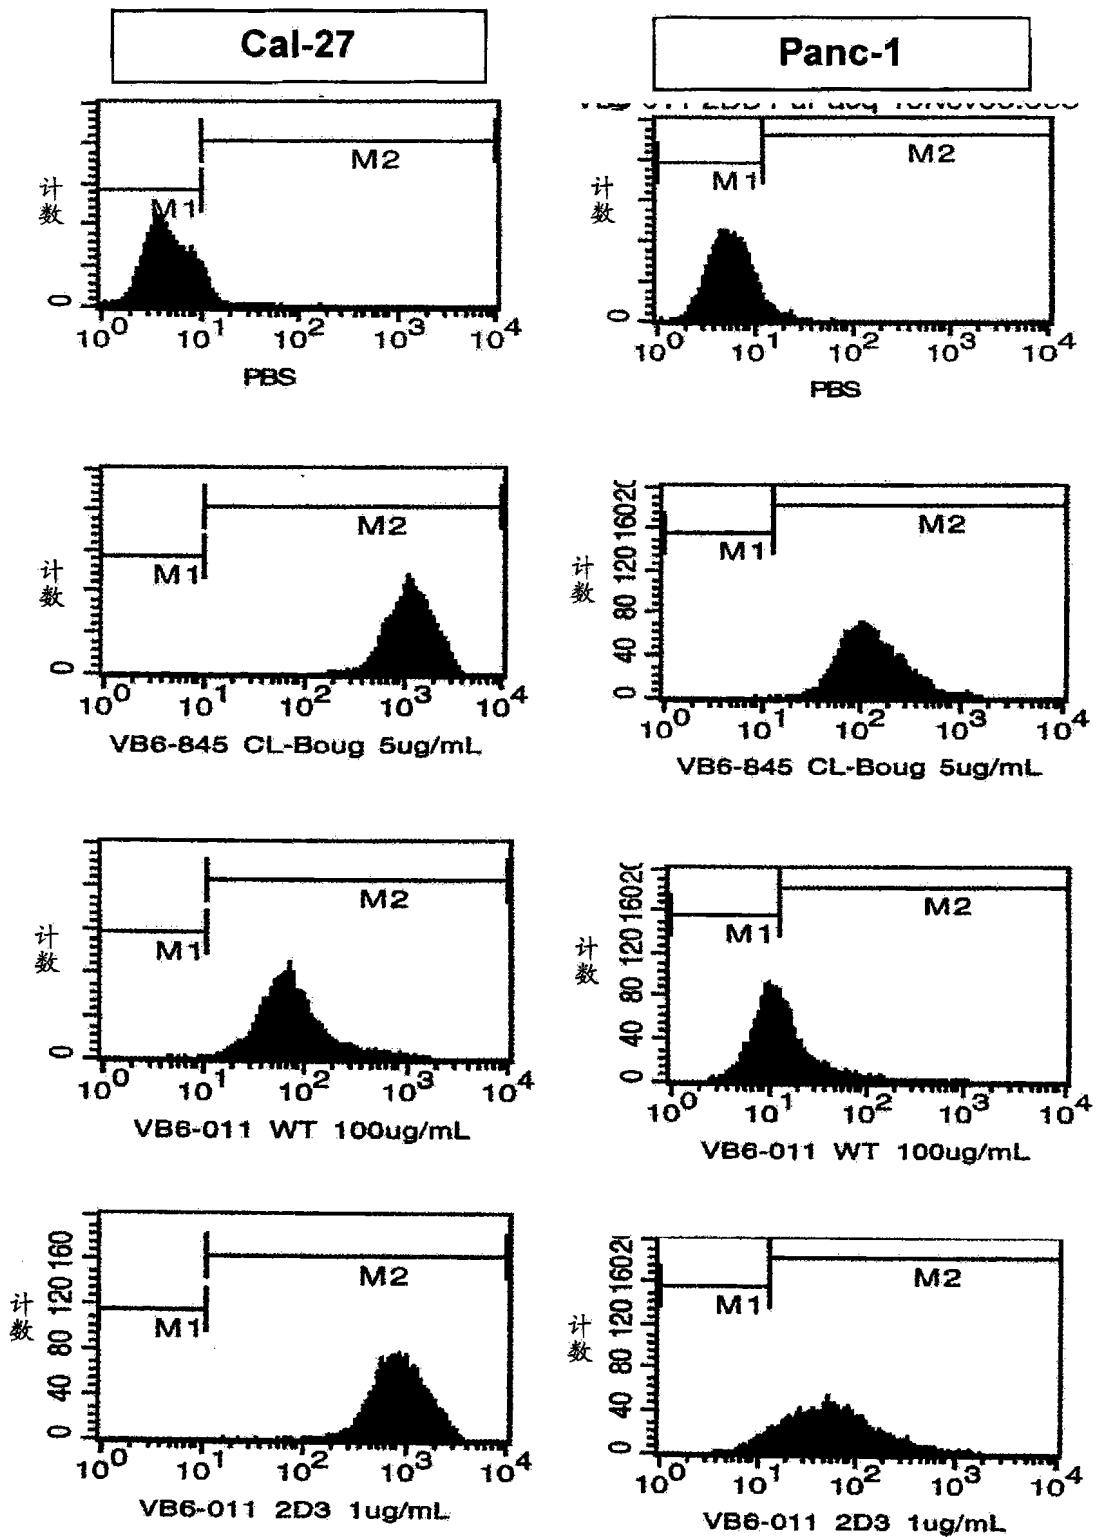 Cal-27
Panc-1
M2
M1
计数
0
10⁰ 10¹ 10² 10³ 10⁴
PBS
M2
M1
计数
0
10⁰ 10¹ 10² 10³ 10⁴
PBS
M2
M1
计数
0
10⁰ 10¹ 10² 10³ 10⁴
VB6-845 CL-Boug 5ug/mL
M2
M1
计数
0 40 80 120 160
10⁰ 10¹ 10² 10³ 10⁴
VB6-845 CL-Boug 5ug/mL
M2
M1
计数
0
10⁰ 10¹ 10² 10³ 10⁴
VB6-011 WT 100ug/mL
M2
M1
计数
0 40 80 120 160
10⁰ 10¹ 10² 10³ 10⁴
VB6-011 WT 100ug/mL
M2
M1
计数
0 40 80 120 160
10⁰ 10¹ 10² 10³ 10⁴
VB6-011 2D3 1ug/mL
M2
M1
计数
0 40 80 120 160
10⁰ 10¹ 10² 10³ 10⁴
VB6-011 2D3 1ug/mL